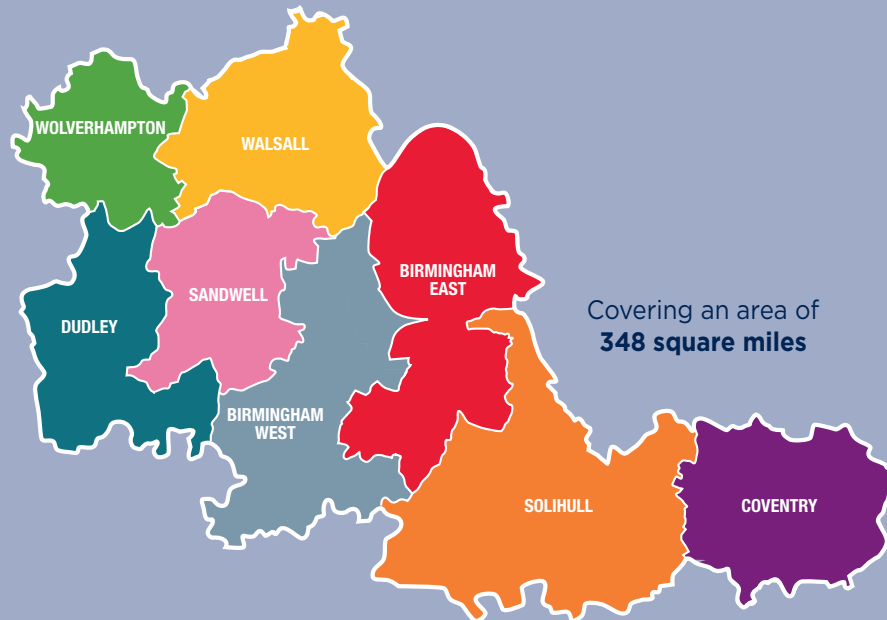 WOLVERHAMPTON
WALSALL
BIRMINGHAM
EAST
SANDWELL
Covering an area of
348 square miles
DUDLEY
BIRMINGHAM
WEST
SOLIHULL
COVENTRY